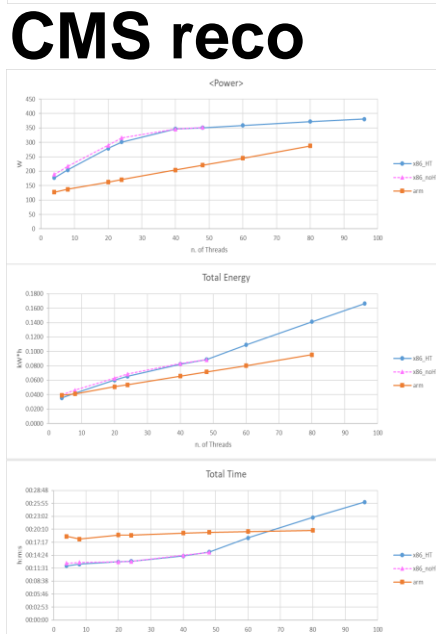 CMS reco
<Power>
450
400
350
300
250
200
150
100
50
0
W
0 10 20 30 40 50 60 70 80 90 100
n. of Threads
x86_HT
x86_noH
arm
Total Energy
0.1800
0.1600
0.1400
0.1200
0.1000
0.0800
0.0600
0.0400
0.0200
0.0000
kW*h
0 10 20 30 40 50 60 70 80 90 100
n. of Threads
x86_HT
x86_noH
arm
Total Time
00:28:48
00:25:55
00:23:02
00:20:10
00:17:17
00:14:24
00:11:31
00:08:38
00:05:46
00:02:53
00:00:00
h:m:s
0 10 20 30 40 50 60 70 80 90 100
x86_HT
x86_noH
arm